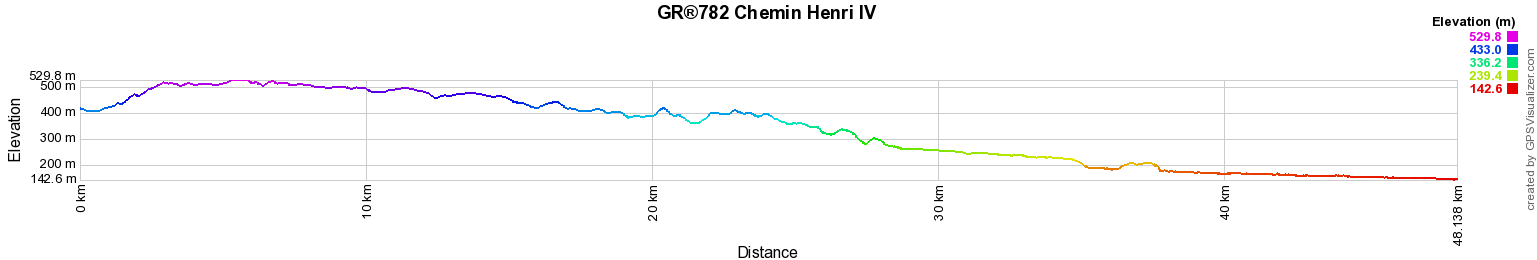 GR®782 Chemin Henri IV
Elevation (m)
529.8
433.0
336.2
239.4
142.6
529.8 m
500 m
400 m
300 m
200 m
142.6 m
Elevation
0 km
10 km
20 km
30 km
40 km
48.138 km
Distance
created by GPSVisualizer.com